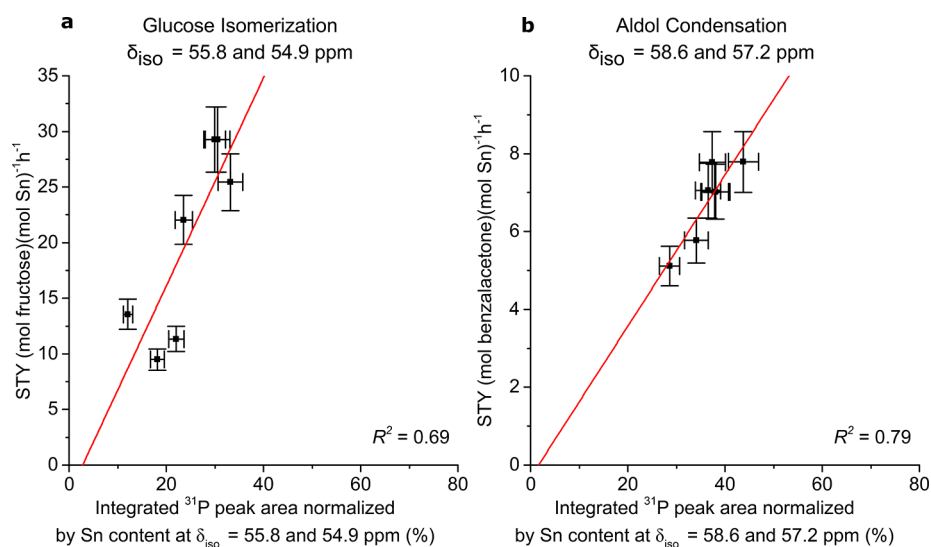 a
Glucose Isomerization
δiso = 55.8 and 54.9 ppm
35
30
25
20
15
10
5
0
STY (mol fructose)(mol Sn)⁻¹h⁻¹
R² = 0.69
0 20 40 60 80
Integrated ³¹P peak area normalized
by Sn content at δiso = 55.8 and 54.9 ppm (%)
b
Aldol Condensation
δiso = 58.6 and 57.2 ppm
10
8
6
4
2
0
STY (mol benzalacetone)(mol Sn)⁻¹h⁻¹
R² = 0.79
0 20 40 60 80
Integrated ³¹P peak area normalized
by Sn content at δiso = 58.6 and 57.2 ppm (%)